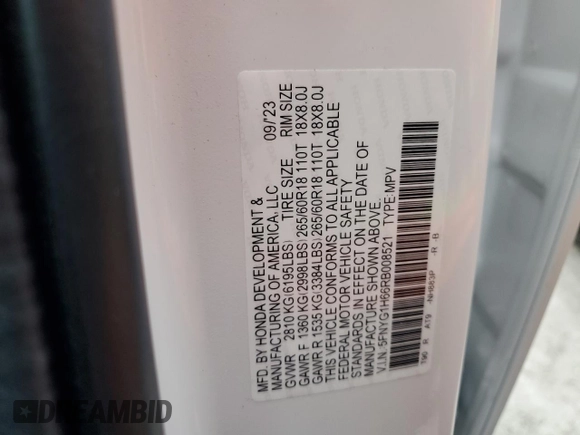 MFD. BY HONDA DEVELOPMENT &
MANUFACTURING OF AMERICA, LLC 09/'23
GVWR 2810 KG(6195LBS) TIRE SIZE RIM SIZE
GAWR F 1360 KG(2998LBS) 265/60R18 110T 18X8.0J
GAWR R 1535 KG(3384LBS) 265/60R18 110T 18X8.0J
THIS VEHICLE CONFORMS TO ALL APPLICABLE
FEDERAL MOTOR VEHICLE SAFETY
STANDARDS IN EFFECT ON THE DATE OF
MANUFACTURE SHOWN ABOVE.
V.I.N. 5FNYG1H66RB008521 TYPE:MPV
T90 R AT9 -NH883P -R -B
DREAMBID